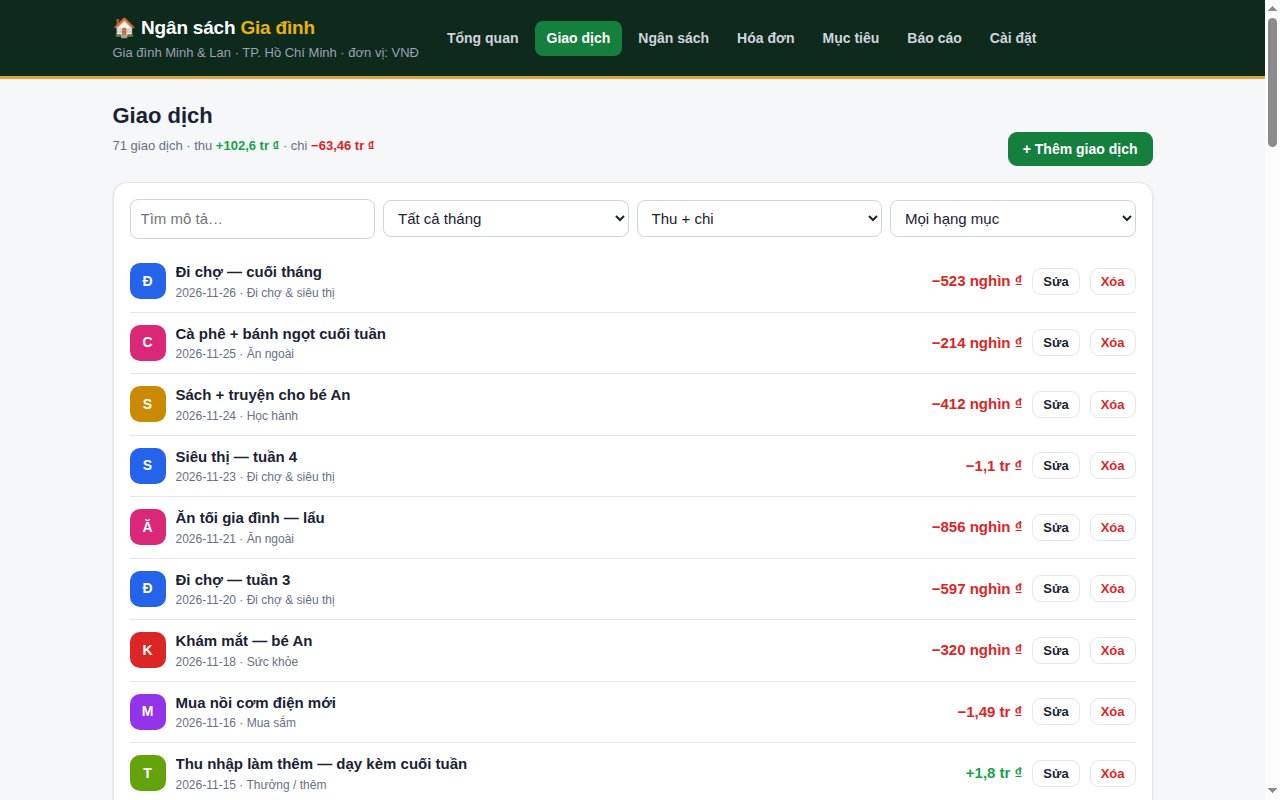 🏠 Ngân sách Gia đình
Gia đình Minh & Lan · TP. Hồ Chí Minh · đơn vị: VNĐ
Tổng quan
Giao dịch
Ngân sách
Hóa đơn
Mục tiêu
Báo cáo
Cài đặt
Giao dịch
71 giao dịch · thu +102,6 tr ₫ · chi −63,46 tr ₫
+ Thêm giao dịch
Tìm mô tả…
Tất cả tháng
Thu + chi
Mọi hạng mục
Đ
Đi chợ — cuối tháng
2026-11-26 · Đi chợ & siêu thị
−523 nghìn ₫
Sửa
Xóa
C
Cà phê + bánh ngọt cuối tuần
2026-11-25 · Ăn ngoài
−214 nghìn ₫
Sửa
Xóa
S
Sách + truyện cho bé An
2026-11-24 · Học hành
−412 nghìn ₫
Sửa
Xóa
S
Siêu thị — tuần 4
2026-11-23 · Đi chợ & siêu thị
−1,1 tr ₫
Sửa
Xóa
Ă
Ăn tối gia đình — lẩu
2026-11-21 · Ăn ngoài
−856 nghìn ₫
Sửa
Xóa
Đ
Đi chợ — tuần 3
2026-11-20 · Đi chợ & siêu thị
−597 nghìn ₫
Sửa
Xóa
K
Khám mắt — bé An
2026-11-18 · Sức khỏe
−320 nghìn ₫
Sửa
Xóa
M
Mua nồi cơm điện mới
2026-11-16 · Mua sắm
−1,49 tr ₫
Sửa
Xóa
T
Thu nhập làm thêm — dạy kèm cuối tuần
2026-11-15 · Thưởng / thêm
+1,8 tr ₫
Sửa
Xóa